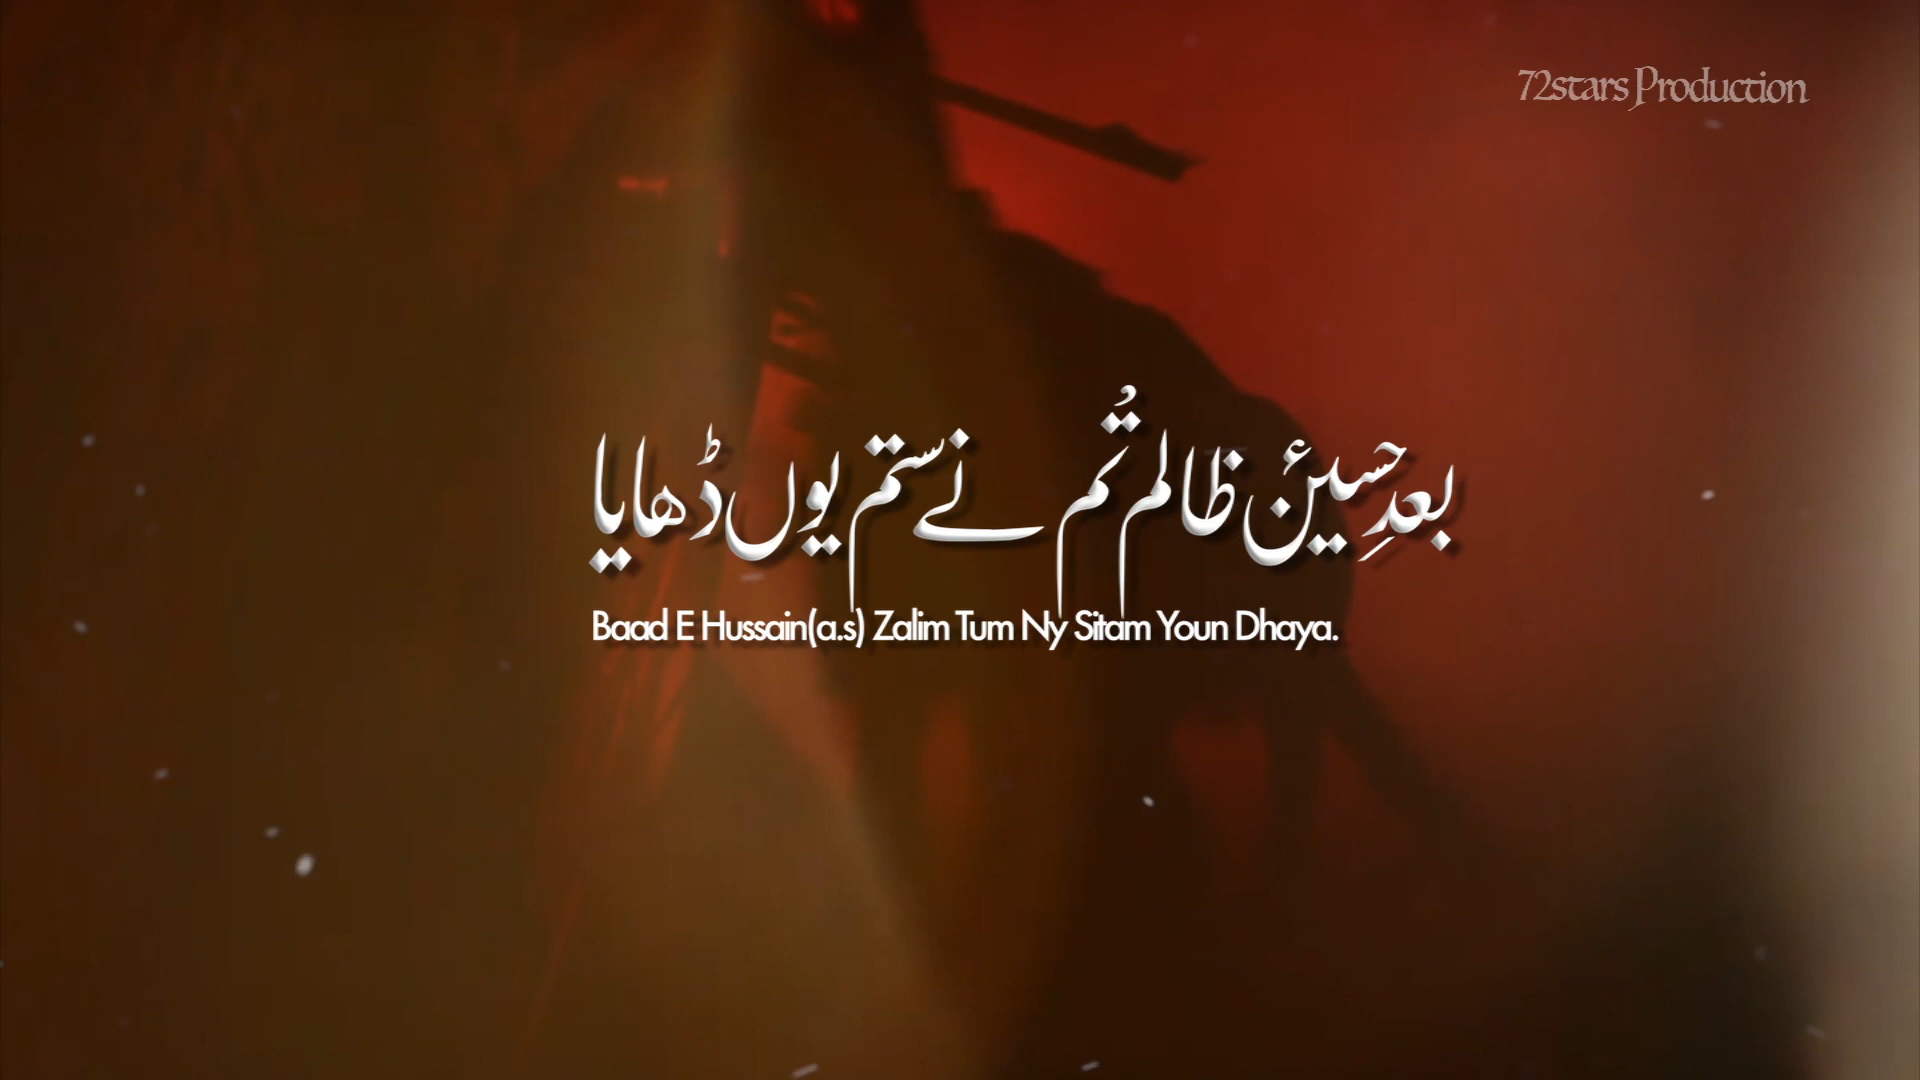 72stars Production
بعدِ حسینؑ ظالم تُم نے ستم یوں ڈھایا
Baad E Hussain(a.s) Zalim Tum Ny Sitam Youn Dhaya.